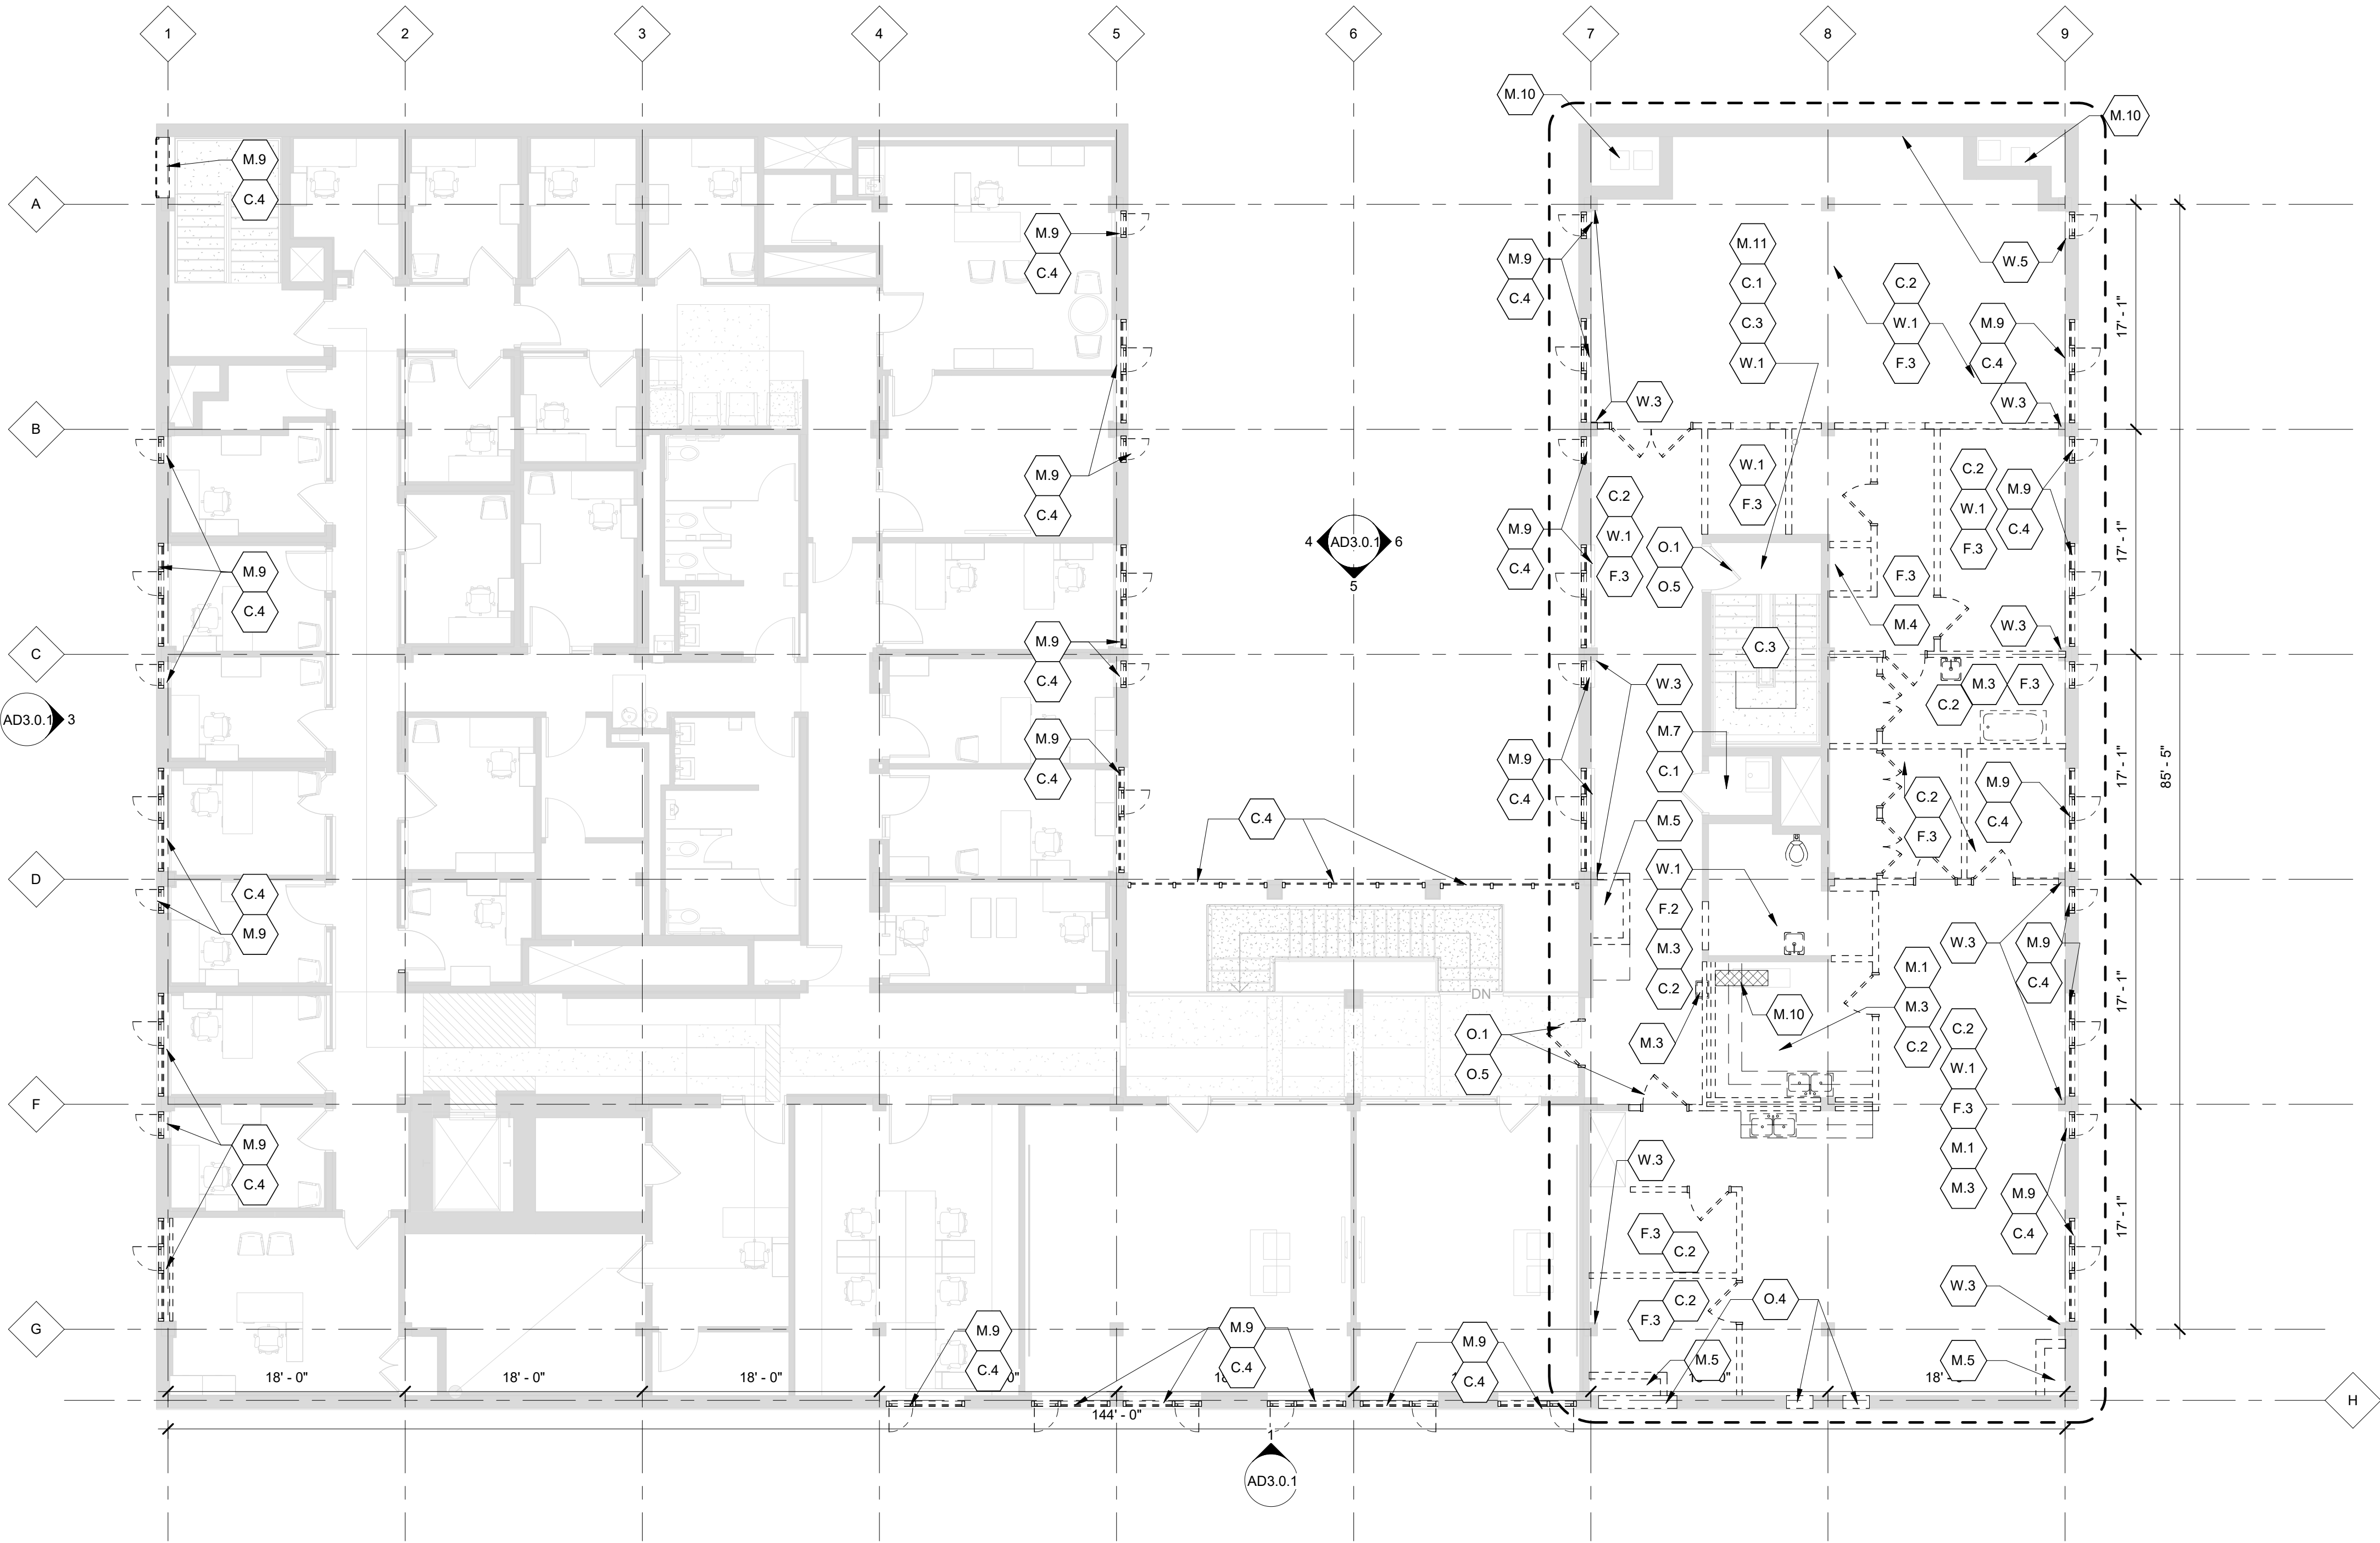 1 2 3 4 5 6 7 8 9
M.10
M.10
M.9
C.4
A
M.9
C.4
M.9
C.4
M.11
C.1
C.3
W.1
C.2
W.1
F.3
W.5
M.9
C.4
W.3
W.3
17' - 1"
B
M.9
C.4
M.9
C.4
C.2
W.1
F.3
W.1
F.3
O.1
O.5
C.2
W.1
F.3
M.9
C.4
F.3
M.4
W.3
17' - 1"
4 AD3.0.1 6
5
M.9
C.4
M.9
C.4
C
C.3
AD3.0.1 3
M.9
C.4
W.3
M.7
C.1
M.9
C.4
C.2
M.3
F.3
M.9
C.4
C.2
F.3
17' - 1"
85' - 5"
C.4
M.5
D
C.4
M.9
W.1
F.2
M.3
C.2
W.3
M.9
C.4
M.1
M.3
C.2
DN
M.10
M.3
O.1
O.5
17' - 1"
C.2
W.1
F.3
M.1
M.3
F
M.9
C.4
W.3
F.3
C.2
M.9
C.4
17' - 1"
C.2
F.3
O.4
W.3
G
M.9
C.4
M.9
C.4
M.9
C.4
M.5
M.5
18' - 0" 18' - 0" 18' - 0"
H
144' - 0"
1
AD3.0.1